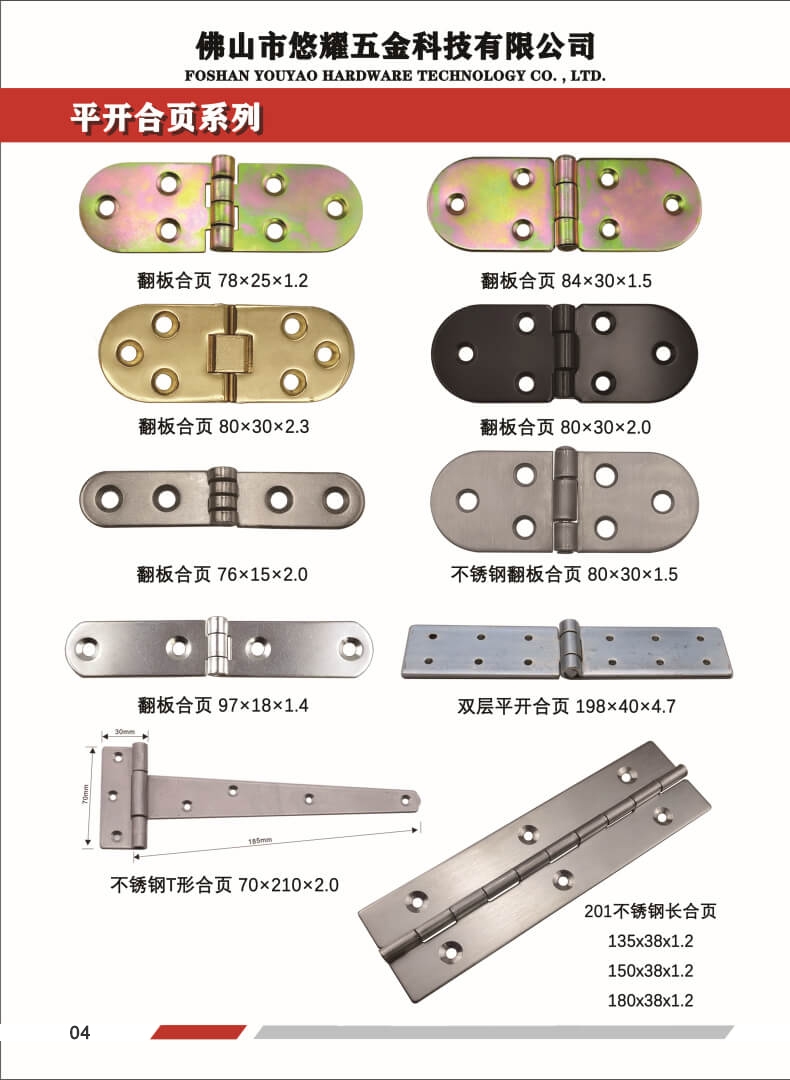 佛山市悠耀五金科技有限公司
FOSHAN YOUYAO HARDWARE TECHNOLOGY CO. , LTD.
平开合页系列
翻板合页 78×25×1.2
翻板合页 84×30×1.5
翻板合页 80×30×2.3
翻板合页 80×30×2.0
翻板合页 76×15×2.0
不锈钢翻板合页 80×30×1.5
翻板合页 97×18×1.4
双层平开合页 198×40×4.7
30mm
70mm
185mm
不锈钢T形合页 70×210×2.0
201不锈钢长合页
135x38x1.2
150x38x1.2
180x38x1.2
04